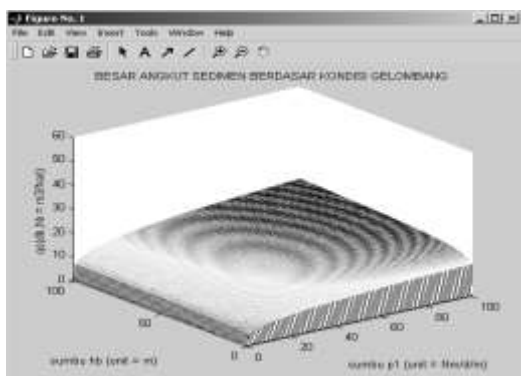 Figure No. 1
File Edit View Insert Tools Window Help
A
BESAR ANGKUT SEDIMEN BERDASAR KONDISI GELOMBANG
60
50
40
30
20
10
0
100
50
0
0
20
40
60
80
100
sumbu hb (unit = m)
sumbu p1 (unit = Nm/d/m)